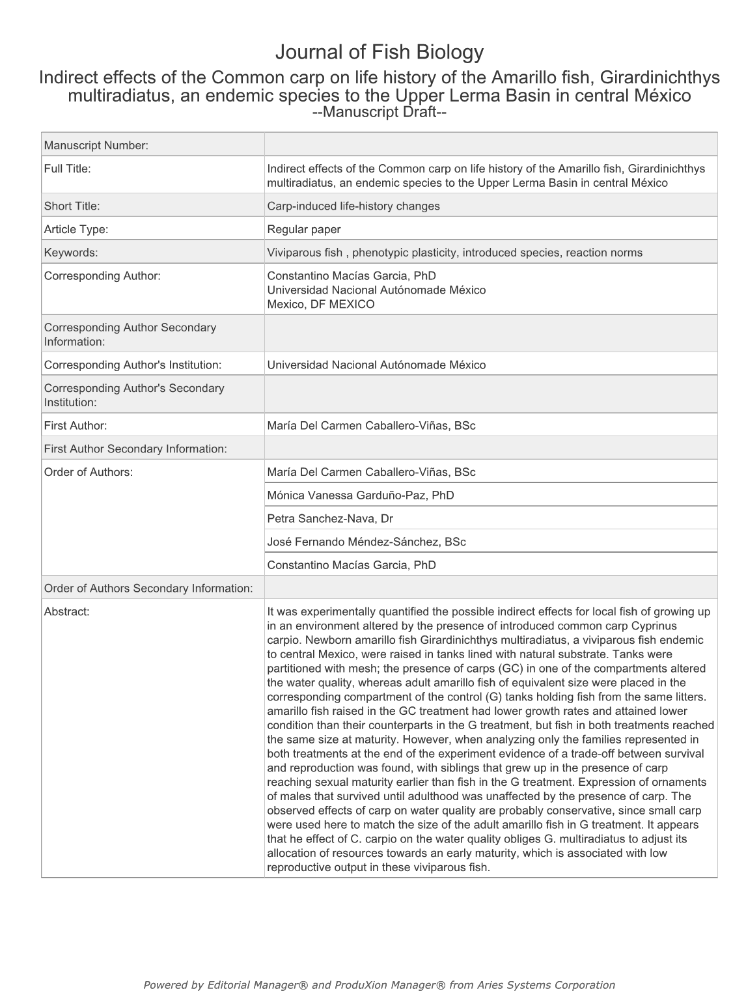 Journal of Fish Biology
Indirect effects of the Common carp on life history of the Amarillo fish, Girardinichthys
multiradiatus, an endemic species to the Upper Lerma Basin in central México
--Manuscript Draft--
Manuscript Number:
Full Title:
Indirect effects of the Common carp on life history of the Amarillo fish, Girardinichthys
multiradiatus, an endemic species to the Upper Lerma Basin in central México
Short Title:
Carp-induced life-history changes
Article Type:
Regular paper
Keywords:
Viviparous fish , phenotypic plasticity, introduced species, reaction norms
Corresponding Author:
Constantino Macías Garcia, PhD
Universidad Nacional Autónomade México
Mexico, DF MEXICO
Corresponding Author Secondary
Information:
Corresponding Author's Institution:
Universidad Nacional Autónomade México
Corresponding Author's Secondary
Institution:
First Author:
María Del Carmen Caballero-Viñas, BSc
First Author Secondary Information:
Order of Authors:
María Del Carmen Caballero-Viñas, BSc
Mónica Vanessa Garduño-Paz, PhD
Petra Sanchez-Nava, Dr
José Fernando Méndez-Sánchez, BSc
Constantino Macías Garcia, PhD
Order of Authors Secondary Information:
Abstract:
It was experimentally quantified the possible indirect effects for local fish of growing up
in an environment altered by the presence of introduced common carp Cyprinus
carpio. Newborn amarillo fish Girardinichthys multiradiatus, a viviparous fish endemic
to central Mexico, were raised in tanks lined with natural substrate. Tanks were
partitioned with mesh; the presence of carps (GC) in one of the compartments altered
the water quality, whereas adult amarillo fish of equivalent size were placed in the
corresponding compartment of the control (G) tanks holding fish from the same litters.
amarillo fish raised in the GC treatment had lower growth rates and attained lower
condition than their counterparts in the G treatment, but fish in both treatments reached
the same size at maturity. However, when analyzing only the families represented in
both treatments at the end of the experiment evidence of a trade-off between survival
and reproduction was found, with siblings that grew up in the presence of carp
reaching sexual maturity earlier than fish in the G treatment. Expression of ornaments
of males that survived until adulthood was unaffected by the presence of carp. The
observed effects of carp on water quality are probably conservative, since small carp
were used here to match the size of the adult amarillo fish in G treatment. It appears
that he effect of C. carpio on the water quality obliges G. multiradiatus to adjust its
allocation of resources towards an early maturity, which is associated with low
reproductive output in these viviparous fish.
Powered by Editorial Manager® and ProduXion Manager® from Aries Systems Corporation